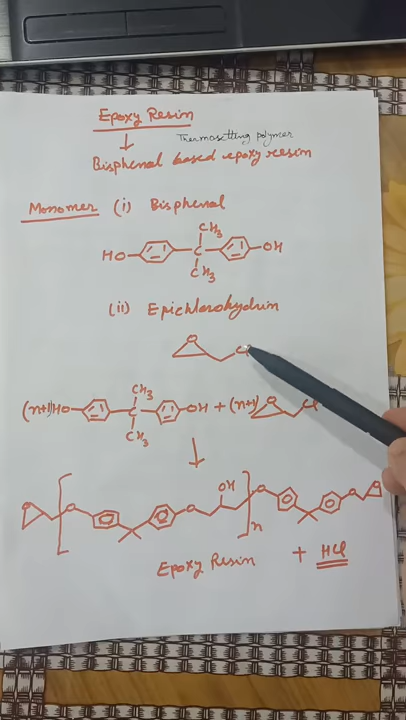 Epoxy Resin
Thermosetting polymer
Bisphenol based epoxy resin
Monomer (i) Bisphenol
CH3
HO C OH
CH3
(ii) Epichlorohydrin
O
CH3
(n+1)HO C OH + (n+1) O Cl
CH3
OH
O O O O O O
n
Epoxy Resin + HCl